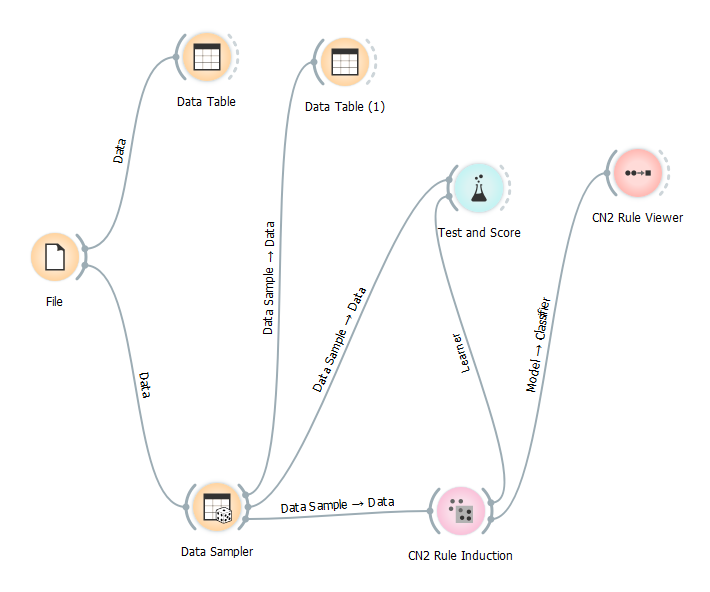 Data Table
Data Table (1)
Data
Test and Score
CN2 Rule Viewer
Data Sample → Data
File
Data Sample → Data
Learner
Model → Classifier
Data
Data Sample → Data
Data Sampler
CN2 Rule Induction